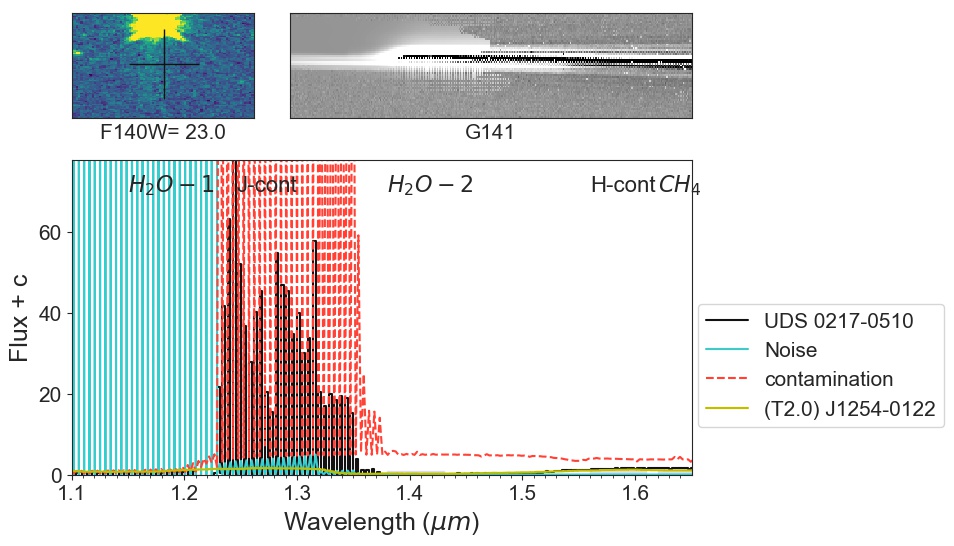 F140W= 23.0
G141
H₂O − 1
J-cont
H₂O − 2
H-cont
CH₄
60
40
20
0
Flux + c
1.1
1.2
1.3
1.4
1.5
1.6
Wavelength (μm)
UDS 0217-0510
Noise
contamination
(T2.0) J1254-0122